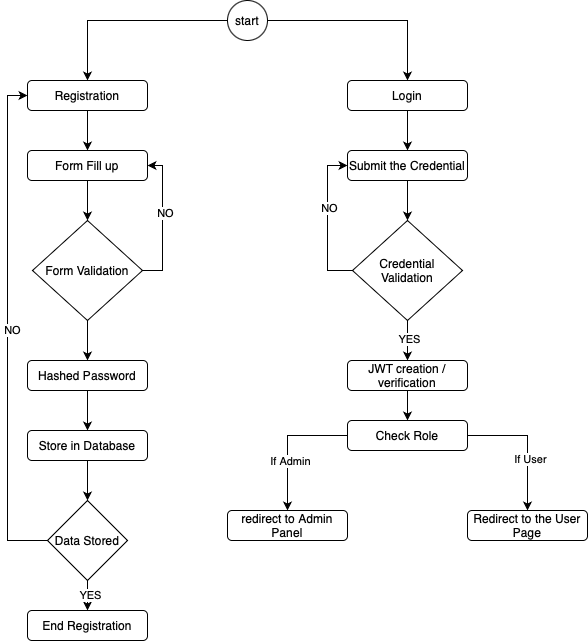 start
Registration
Login
Form Fill up
Submit the Credential
NO
NO
Form Validation
Credential
Validation
NO
YES
Hashed Password
JWT creation /
verification
Store in Database
Check Role
If Admin
If User
redirect to Admin
Panel
Redirect to the User
Page
Data Stored
YES
End Registration